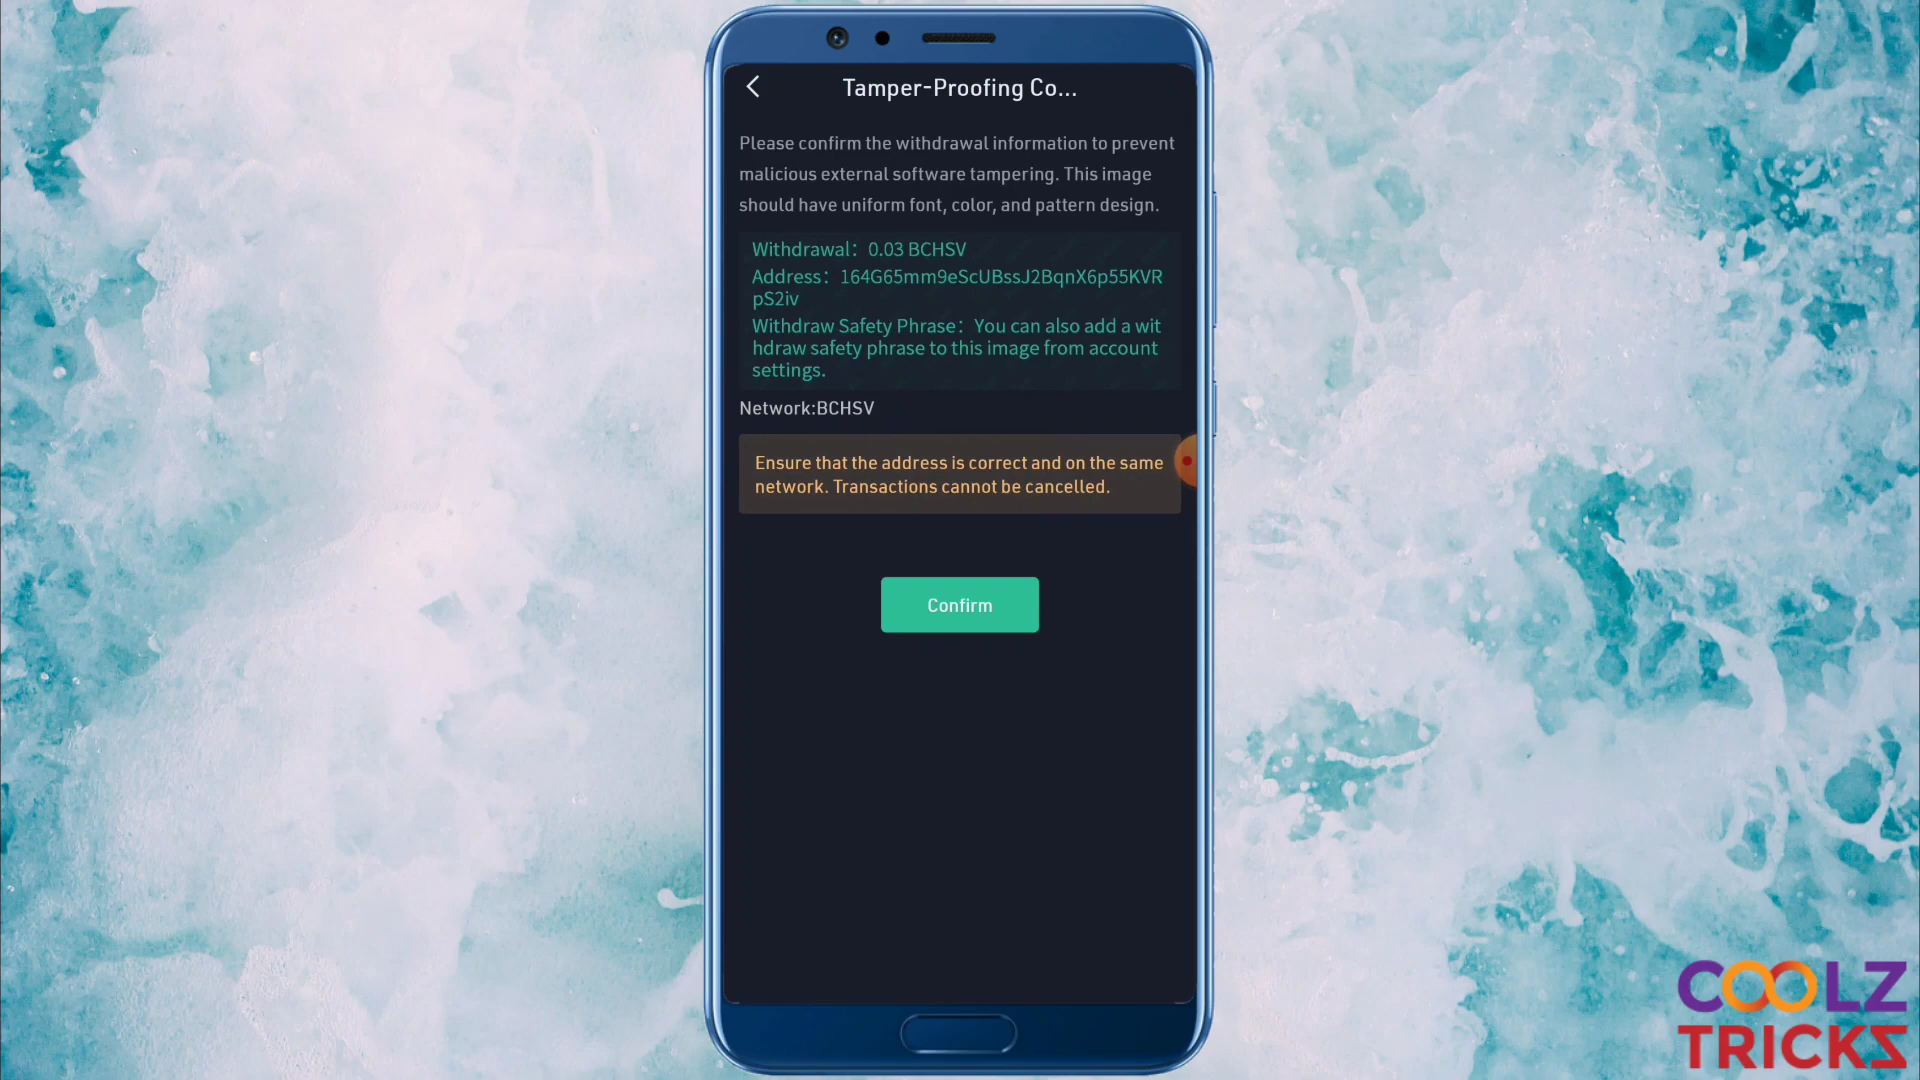 Tamper-Proofing Co...
Please confirm the withdrawal information to prevent
malicious external software tampering. This image
should have uniform font, color, and pattern design.
Withdrawal: 0.03 BCHSV
Address: 164G65mm9eScUBssJ2BqnX6p55KVR
pS2iv
Withdraw Safety Phrase: You can also add a wit
hdraw safety phrase to this image from account
settings.
Network:BCHSV
Ensure that the address is correct and on the same
network. Transactions cannot be cancelled.
Confirm
COOLZ
TRICKS